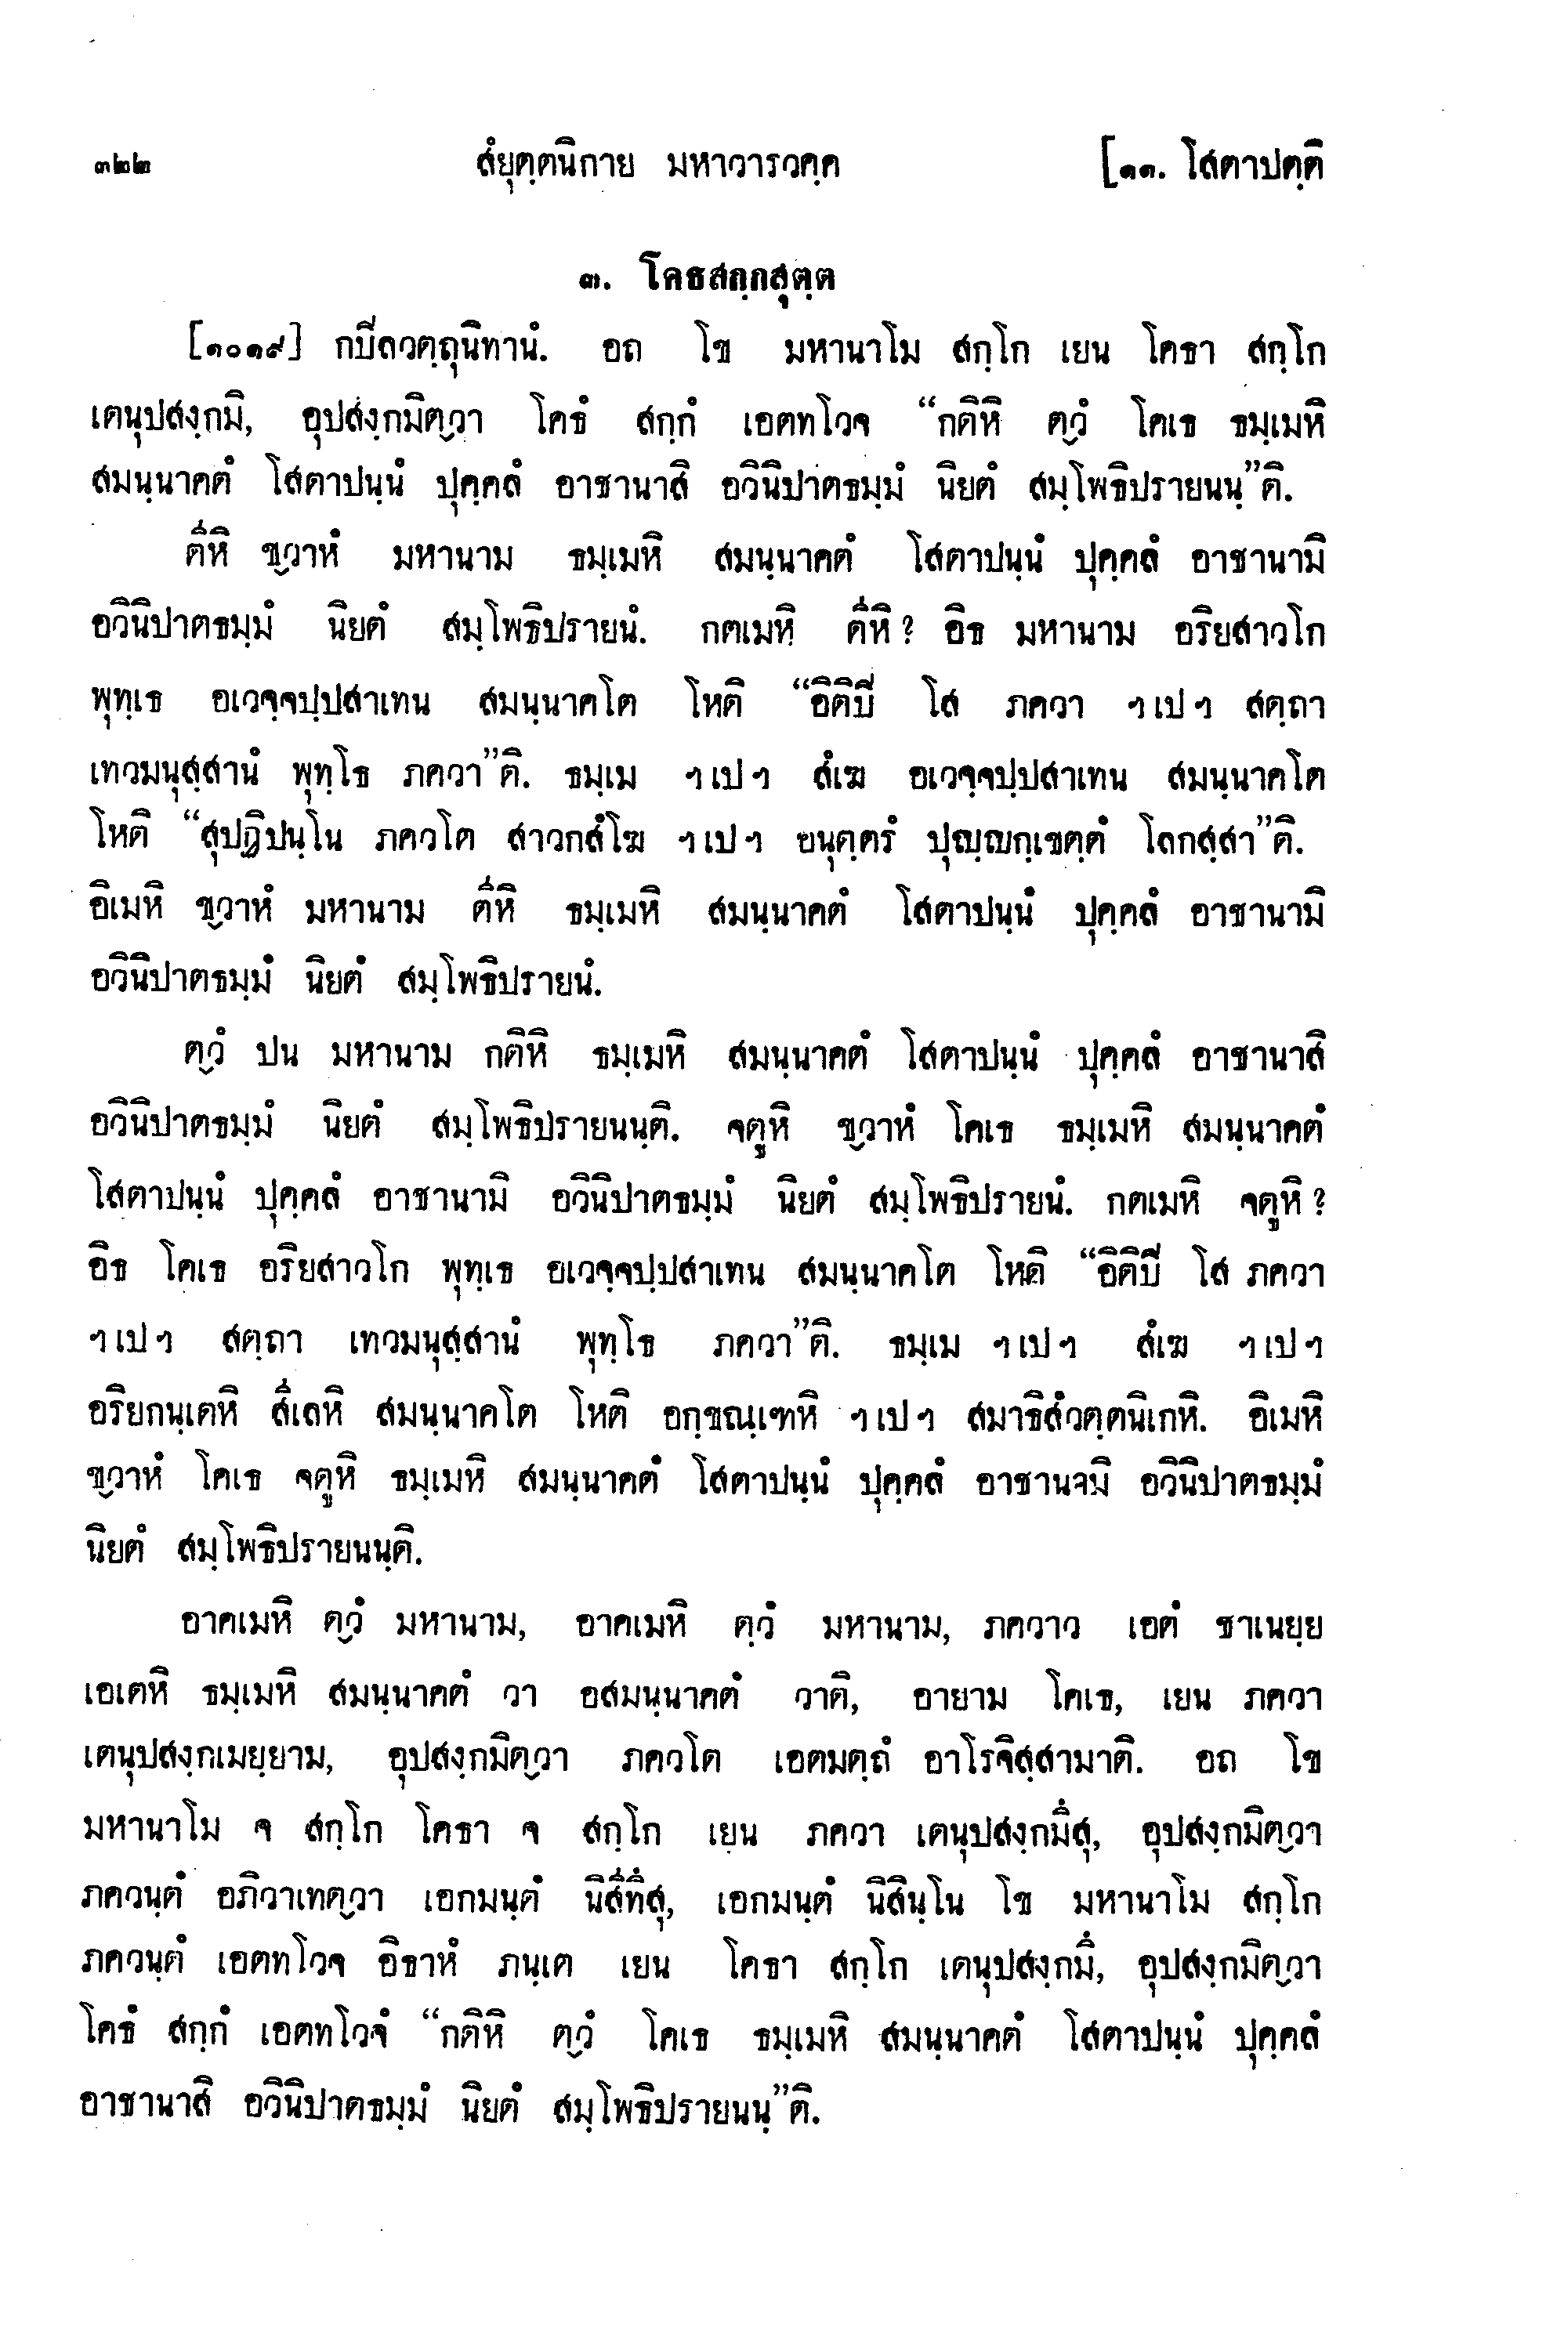 ๓๒๒ สํยุตฺตนิกาย มหาวารวคฺค [๑๑. โสตาปตฺติ
๓. โคธสกฺกสุตฺต
[๑๐๑๙] กปิลวตฺถุนิทานํ. อถ โข มหานาโม สกฺโก เยน โคธา สกฺโก
เตนุปสงฺกมิ, อุปสงฺกมิตฺวา โคธํ สกฺกํ เอตทโวจ “กตีหิ ตฺวํ โคเธ ธมฺเมหิ
สมนฺนาคตํ โสตาปนฺนํ ปุคฺคลํ อาชานาสิ อวินิปาตธมฺมํ นิยตํ สมฺโพธิปรายนนฺ”ติ.
ตีหิ ขฺวาหํ มหานาม ธมฺเมหิ สมนฺนาคตํ โสตาปนฺนํ ปุคฺคลํ อาชานามิ
อวินิปาตธมฺมํ นิยตํ สมฺโพธิปรายนํ. กตเมหิ ตีหิ? อิธ มหานาม อริยสาวโก
พุทฺเธ อเวจฺจปฺปสาเทน สมนฺนาคโต โหติ “อิติปิ โส ภควา ฯเปฯ สตฺถา
เทวมนุสฺสานํ พุทฺโธ ภควา”ติ. ธมฺเม ฯเปฯ สํเฆ อเวจฺจปฺปสาเทน สมนฺนาคโต
โหติ “สุปฏิปนฺโน ภควโต สาวกสํโฆ ฯเปฯ อนุตฺตรํ ปุญฺญกฺเขตฺตํ โลกสฺสา”ติ.
อิเมหิ ขฺวาหํ มหานาม ตีหิ ธมฺเมหิ สมนฺนาคตํ โสตาปนฺนํ ปุคฺคลํ อาชานามิ
อวินิปาตธมฺมํ นิยตํ สมฺโพธิปรายนํ.
ตฺวํ ปน มหานาม กตีหิ ธมฺเมหิ สมนฺนาคตํ โสตาปนฺนํ ปุคฺคลํ อาชานาสิ
อวินิปาตธมฺมํ นิยตํ สมฺโพธิปรายนนฺติ. จตูหิ ขฺวาหํ โคเธ ธมฺเมหิ สมนฺนาคตํ
โสตาปนฺนํ ปุคฺคลํ อาชานามิ อวินิปาตธมฺมํ นิยตํ สมฺโพธิปรายนํ. กตเมหิ จตูหิ?
อิธ โคเธ อริยสาวโก พุทฺเธ อเวจฺจปฺปสาเทน สมนฺนาคโต โหติ “อิติปิ โส ภควา
ฯเปฯ สตฺถา เทวมนุสฺสานํ พุทฺโธ ภควา”ติ. ธมฺเม ฯเปฯ สํเฆ ฯเปฯ
อริยกนฺเตหิ สีเลหิ สมนฺนาคโต โหติ อกฺขณฺเฑหิ ฯเปฯ สมาธิสํวตฺตนิเกหิ. อิเมหิ
ขฺวาหํ โคเธ จตูหิ ธมฺเมหิ สมนฺนาคตํ โสตาปนฺนํ ปุคฺคลํ อาชานามิ อวินิปาตธมฺมํ
นิยตํ สมฺโพธิปรายนนฺติ.
อาคเมหิ ตฺวํ มหานาม, อาคเมหิ ตฺวํ มหานาม, ภควาว เอตํ ชาเนยฺย
เอเตหิ ธมฺเมหิ สมนฺนาคตํ วา อสมนฺนาคตํ วาติ, อายาม โคเธ, เยน ภควา
เตนุปสงฺกเมยฺยาม, อุปสงฺกมิตฺวา ภควโต เอตมตฺถํ อาโรจิสฺสามาติ. อถ โข
มหานาโม จ สกฺโก โคธา จ สกฺโก เยน ภควา เตนุปสงฺกมึสุ, อุปสงฺกมิตฺวา
ภควนฺตํ อภิวาเทตฺวา เอกมนฺตํ นิสีทึสุ, เอกมนฺตํ นิสินฺโน โข มหานาโม สกฺโก
ภควนฺตํ เอตทโวจ อิธาหํ ภนฺเต เยน โคธา สกฺโก เตนุปสงฺกมึ, อุปสงฺกมิตฺวา
โคธํ สกฺกํ เอตทโวจํ “กตีหิ ตฺวํ โคเธ ธมฺเมหิ สมนฺนาคตํ โสตาปนฺนํ ปุคฺคลํ
อาชานาสิ อวินิปาตธมฺมํ นิยตํ สมฺโพธิปรายนนฺ”ติ.